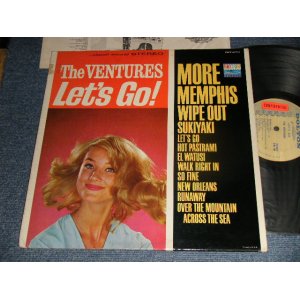 STEREO
The VENTURES
Let's Go!
MORE
MEMPHIS
WIPE OUT
SUKIYAKI
LET'S GO
HOT PASTRAMI
EL WATUSI
WALK RIGHT IN
SO FINE
NEW ORLEANS
RUNAWAY
OVER THE MOUNTAIN
ACROSS THE SEA